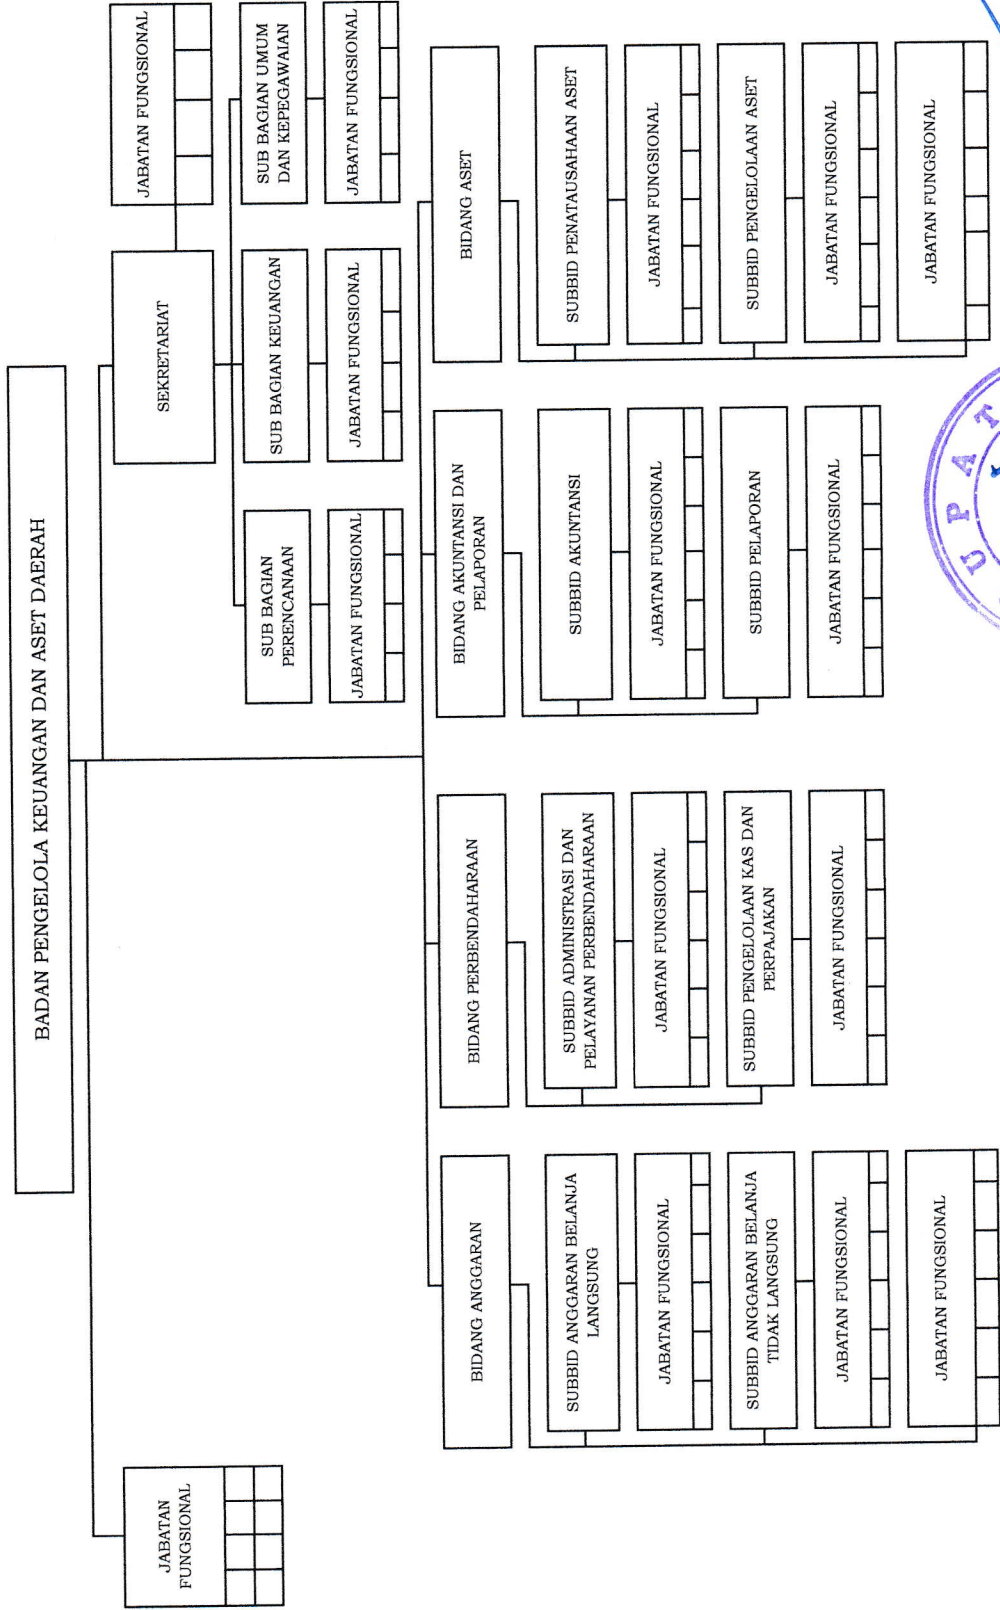 BADAN PENGELOLA KEUANGAN DAN ASET DAERAH
JABATAN
FUNGSIONAL
SEKRETARIAT
JABATAN FUNGSIONAL
SUB BAGIAN
PERENCANAAN
JABATAN FUNGSIONAL
SUB BAGIAN KEUANGAN
JABATAN FUNGSIONAL
SUB BAGIAN UMUM
DAN KEPEGAWAIAN
JABATAN FUNGSIONAL
BIDANG ANGGARAN
SUBBID ANGGARAN BELANJA
LANGSUNG
JABATAN FUNGSIONAL
SUBBID ANGGARAN BELANJA
TIDAK LANGSUNG
JABATAN FUNGSIONAL
JABATAN FUNGSIONAL
BIDANG PERBENDAHARAAN
SUBBID ADMINISTRASI DAN
PELAYANAN PERBENDAHARAAN
JABATAN FUNGSIONAL
SUBBID PENGELOLAAN KAS DAN
PERPAJAKAN
JABATAN FUNGSIONAL
BIDANG AKUNTANSI DAN
PELAPORAN
SUBBID AKUNTANSI
JABATAN FUNGSIONAL
SUBBID PELAPORAN
JABATAN FUNGSIONAL
BIDANG ASET
SUBBID PENATAUSAHAAN ASET
JABATAN FUNGSIONAL
SUBBID PENGELOLAAN ASET
JABATAN FUNGSIONAL
JABATAN FUNGSIONAL
UPAT